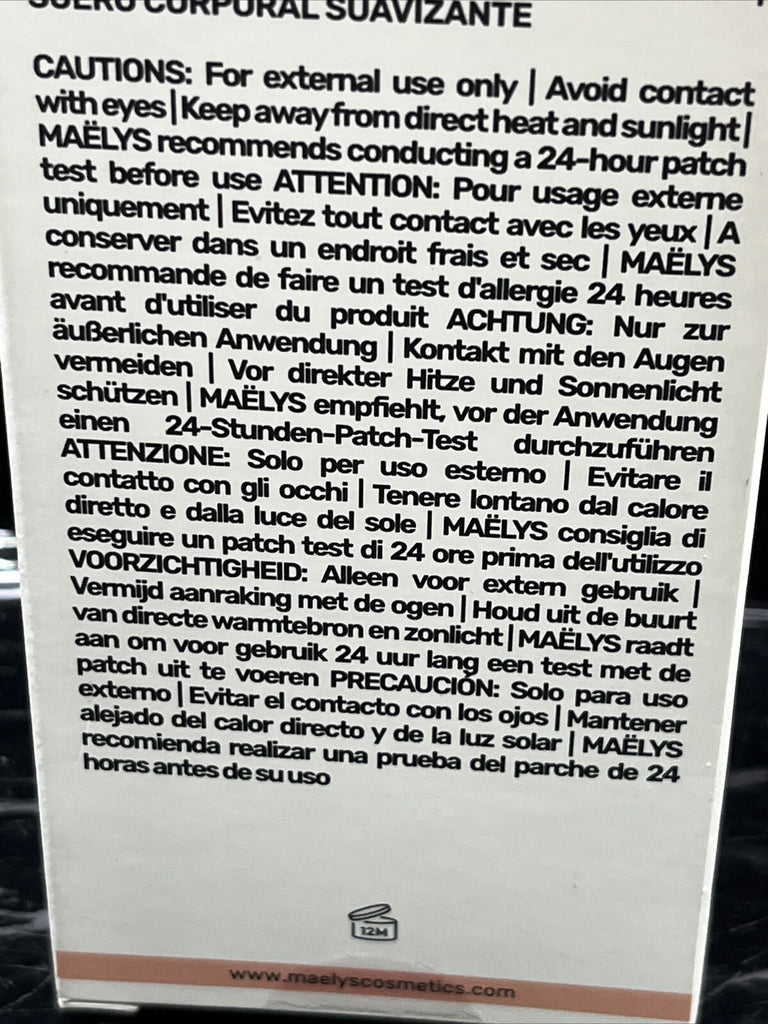 SUERO CORPORAL SUAVIZANTE
CAUTIONS: For external use only | Avoid contact
with eyes | Keep away from direct heat and sunlight |
MAËLYS recommends conducting a 24-hour patch
test before use ATTENTION: Pour usage externe
uniquement | Evitez tout contact avec les yeux | A
conserver dans un endroit frais et sec | MAËLYS
recommande de faire un test d'allergie 24 heures
avant d'utiliser du produit ACHTUNG: Nur zur
äußerlichen Anwendung | Kontakt mit den Augen
vermeiden | Vor direkter Hitze und Sonnenlicht
schützen | MAËLYS empfiehlt, vor der Anwendung
einen 24-Stunden-Patch-Test durchzuführen
ATTENZIONE: Solo per uso esterno | Evitare il
contatto con gli occhi | Tenere lontano dal calore
diretto e dalla luce del sole | MAËLYS consiglia di
eseguire un patch test di 24 ore prima dell'utilizzo
VOORZICHTIGHEID: Alleen voor extern gebruik |
Vermijd aanraking met de ogen | Houd uit de buurt
van directe warmtebron en zonlicht | MAËLYS raadt
aan om voor gebruik 24 uur lang een test met de
patch uit te voeren PRECAUCIÓN: Solo para uso
externo | Evitar el contacto con los ojos | Mantener
alejado del calor directo y de la luz solar | MAËLYS
recomienda realizar una prueba del parche de 24
horas antes de su uso
12M
www.maelyscosmetics.com